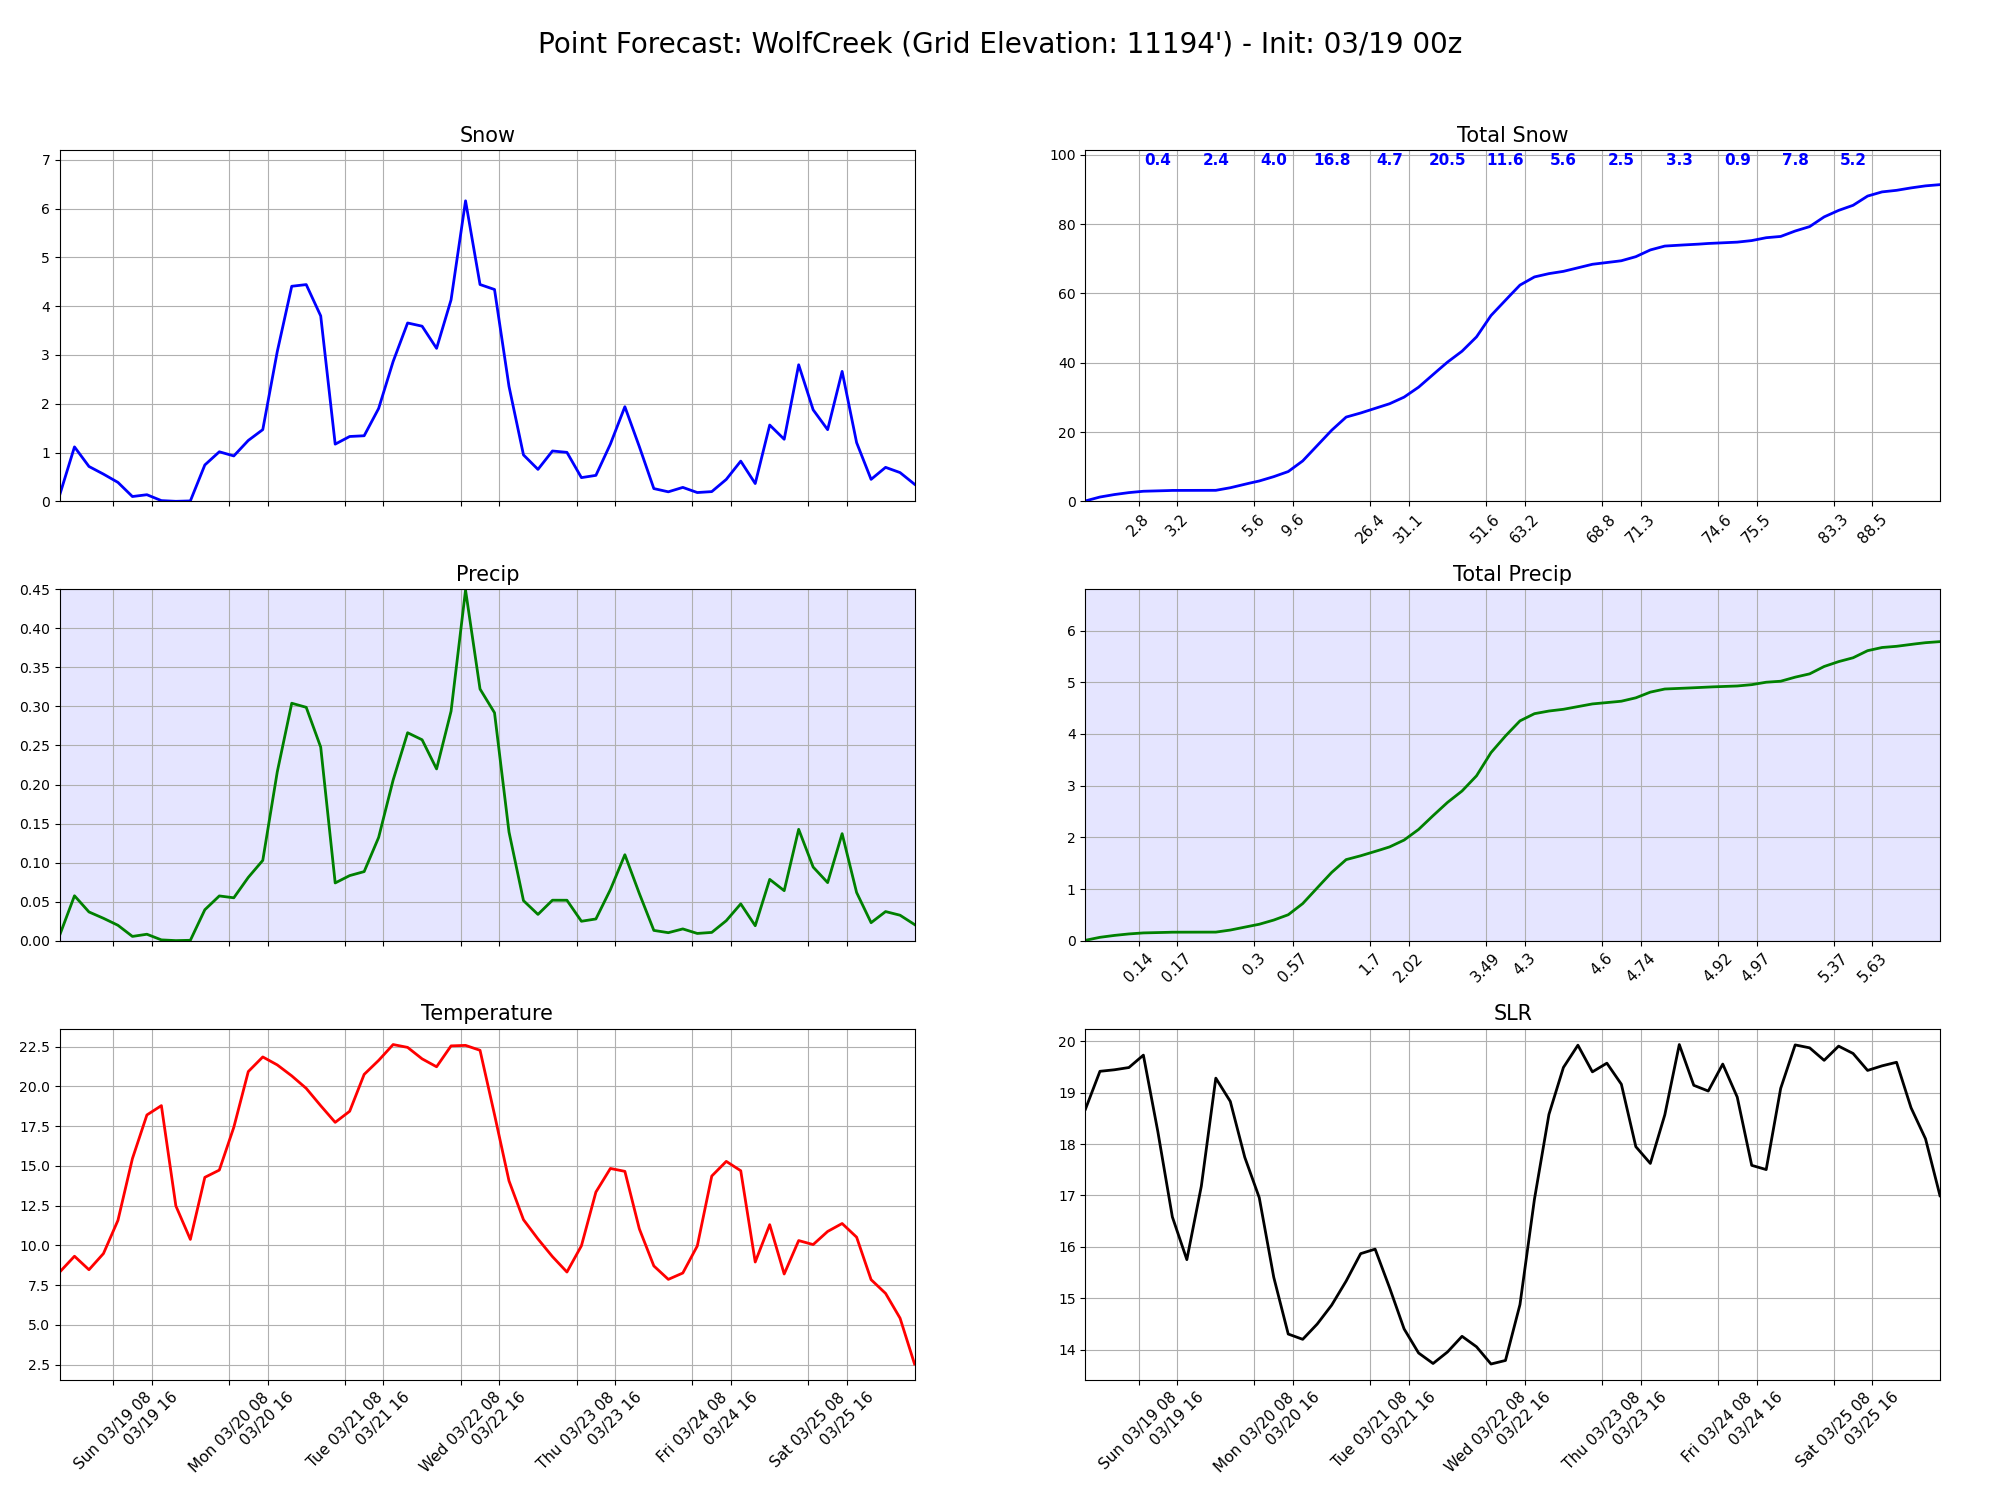 Point Forecast: WolfCreek (Grid Elevation: 11194') - Init: 03/19 00z
Snow
7
6
5
4
3
2
1
0
Total Snow
0.4 2.4 4.0 16.8 4.7 20.5 11.6 5.6 2.5 3.3 0.9 7.8 5.2
100
80
60
40
20
0
2.8 3.2 5.6 9.6 26.4 31.1 51.6 63.2 68.8 71.3 74.6 75.5 83.3 88.5
Precip
0.45
0.40
0.35
0.30
0.25
0.20
0.15
0.10
0.05
0.00
Total Precip
6
5
4
3
2
1
0
0.14 0.17 0.3 0.57 1.7 2.02 3.49 4.3 4.6 4.74 4.92 4.97 5.37 5.63
Temperature
22.5
20.0
17.5
15.0
12.5
10.0
7.5
5.0
2.5
Sun 03/19 08
03/19 16
Mon 03/20 08
03/20 16
Tue 03/21 08
03/21 16
Wed 03/22 08
03/22 16
Thu 03/23 08
03/23 16
Fri 03/24 08
03/24 16
Sat 03/25 08
03/25 16
SLR
20
19
18
17
16
15
14
Sun 03/19 08
03/19 16
Mon 03/20 08
03/20 16
Tue 03/21 08
03/21 16
Wed 03/22 08
03/22 16
Thu 03/23 08
03/23 16
Fri 03/24 08
03/24 16
Sat 03/25 08
03/25 16